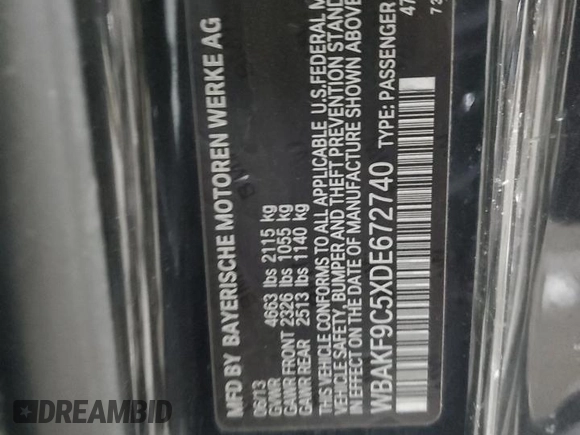 MFD BY BAYERISCHE MOTOREN WERKE AG
06/13
GVWR 4663 lbs 2115 kg
GAWR FRONT 2326 lbs 1055 kg
GAWR REAR 2513 lbs 1140 kg
THIS VEHICLE CONFORMS TO ALL APPLICABLE U.S.FEDERAL M
VEHICLE SAFETY, BUMPER AND THEFT PREVENTION STAND
IN EFFECT ON THE DATE OF MANUFACTURE SHOWN ABOVE
WBAKF9C5XDE672740 TYPE: PASSENGER
47
73
DREAMBID